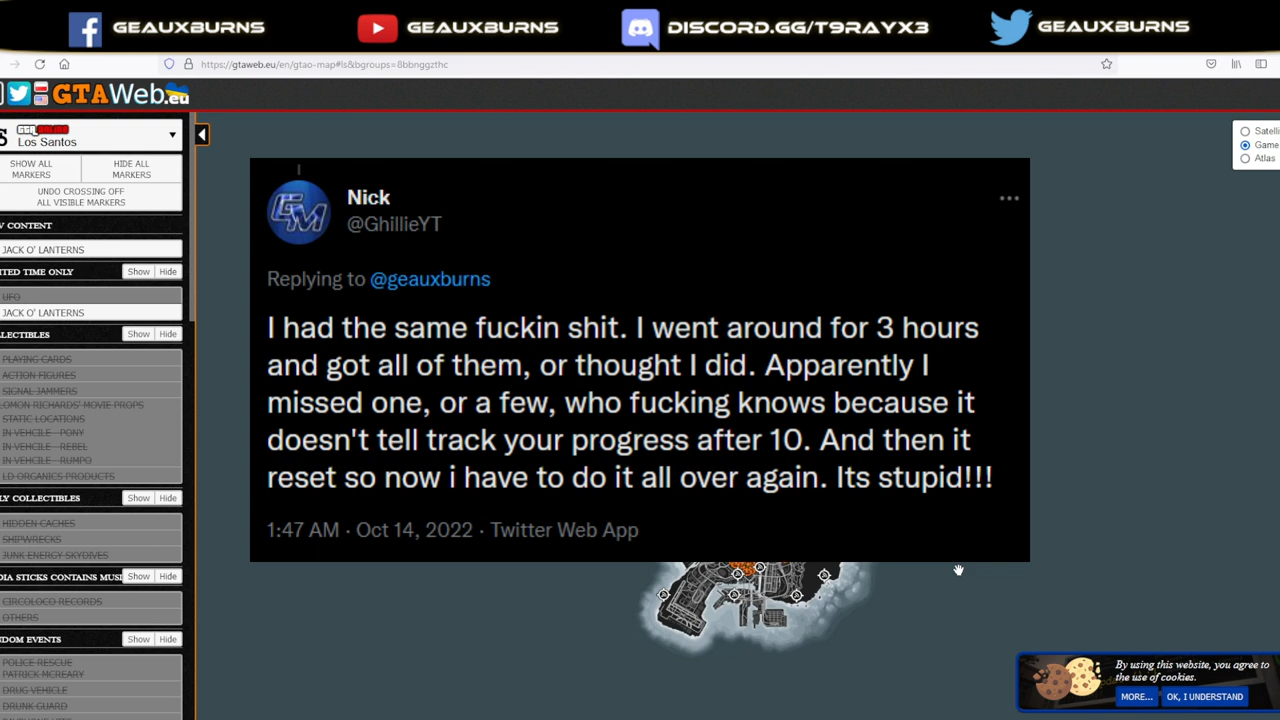 GEAUXBURNS GEAUXBURNS DISCORD.GG/T9RAYX3 GEAUXBURNS
https://gtaweb.eu/en/gtao-map#ls&bgroups=8bbnggzthc
GTAWeb.eu
GTA ONLINE
Los Santos
SHOW ALL MARKERS
HIDE ALL MARKERS
UNDO CROSSING OFF
ALL VISIBLE MARKERS
V CONTENT
JACK O' LANTERNS
ITED TIME ONLY Show Hide
UFO
JACK O' LANTERNS
LECTIBLES Show Hide
PLAYING CARDS
ACTION FIGURES
SIGNAL JAMMERS
LOMON RICHARDS' MOVIE PROPS
STATIC LOCATIONS
IN VEHCILE - PONY
IN VEHCILE - REBEL
IN VEHCILE - RUMPO
LD ORGANICS PRODUCTS
LY COLLECTIBLES Show Hide
HIDDEN CACHES
SHIPWRECKS
JUNK ENERGY SKYDIVES
DIA STICKS CONTAINS MUSI Show Hide
CIRCOLOCO RECORDS
OTHERS
NDOM EVENTS Show Hide
POLICE RESCUE
PATRICK MCREARY
DRUG VEHICLE
DRUNK GUARD
Nick
@GhillieYT
Replying to @geauxburns
I had the same fuckin shit. I went around for 3 hours
and got all of them, or thought I did. Apparently I
missed one, or a few, who fucking knows because it
doesn't tell track your progress after 10. And then it
reset so now i have to do it all over again. Its stupid!!!
1:47 AM · Oct 14, 2022 · Twitter Web App
Satelli
Game
Atlas
By using this website, you agree to
the use of cookies.
MORE... OK, I UNDERSTAND